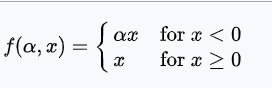 f(α, x) = { αx for x < 0
x for x ≥ 0